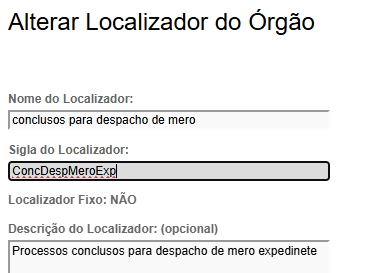 Alterar Localizador do Órgão
Nome do Localizador:
conclusos para despacho de mero
Sigla do Localizador:
ConcDespMeroExp
Localizador Fixo: NÃO
Descrição do Localizador: (opcional)
Processos conclusos para despacho de mero expedinete